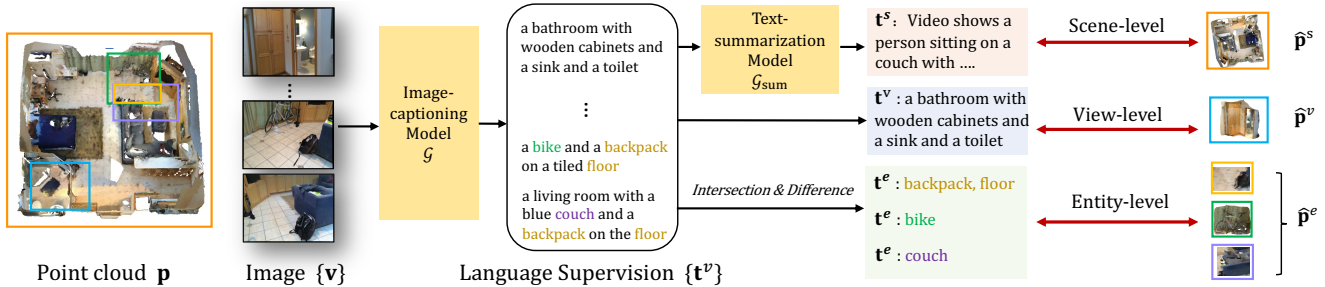 Point cloud p
Image {v}
Image-
captioning
Model
𝒢
a bathroom with
wooden cabinets and
a sink and a toilet
⋮
a bike and a backpack
on a tiled floor
a living room with a
blue couch and a
backpack on the floor
Language Supervision {tᵛ}
Text-
summarization
Model
𝒢sum
Intersection & Difference
tˢ: Video shows a
person sitting on a
couch with ....
tᵛ : a bathroom with
wooden cabinets and
a sink and a toilet
tᵉ : backpack, floor
tᵉ : bike
tᵉ : couch
Scene-level
View-level
Entity-level
p̂ˢ
p̂ᵛ
p̂ᵉ